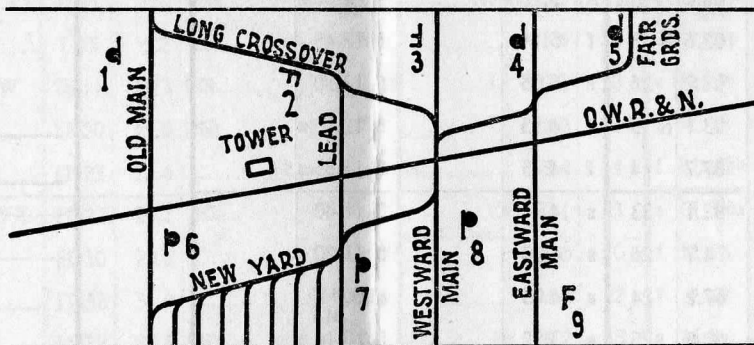 LONG CROSSOVER
1
2
3
4
5
FAIR GRDS.
OLD MAIN
TOWER
LEAD
O.W.R.& N.
6
NEW YARD
7
WESTWARD MAIN
8
EASTWARD MAIN
9